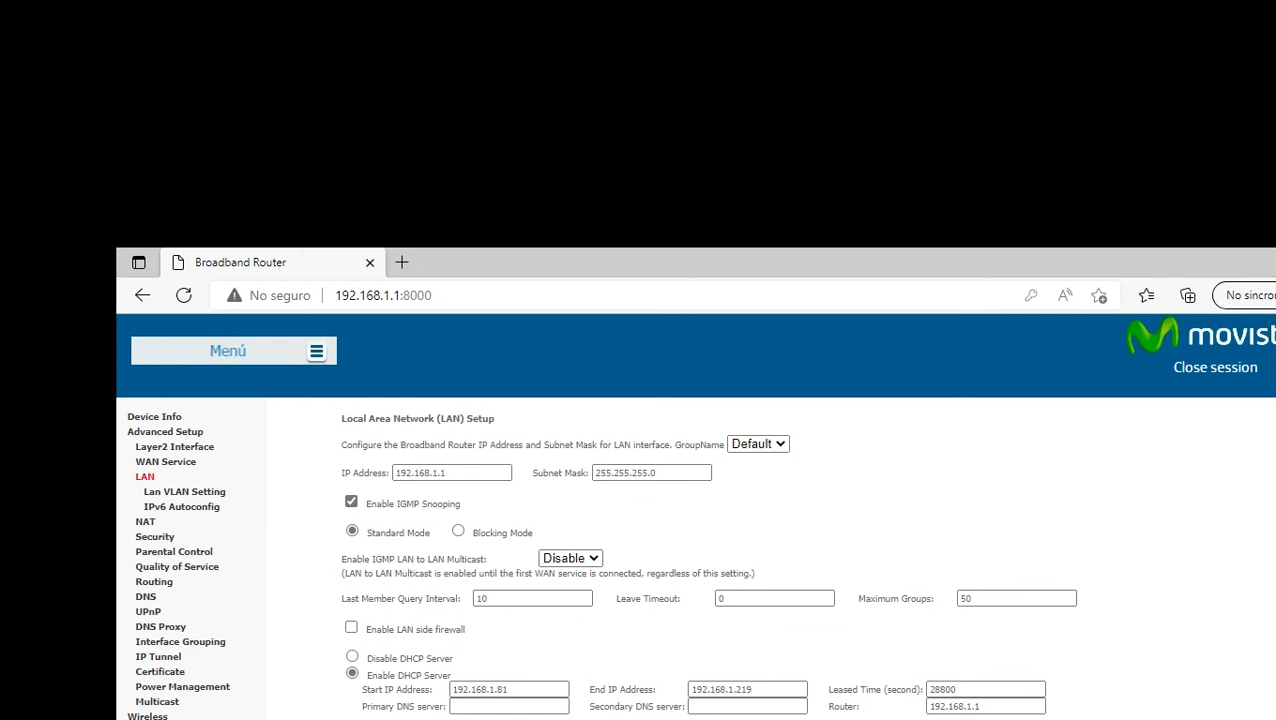 Broadband Router
No seguro 192.168.1.1:8000
No sincro
Menú
movist
Close session
Device Info
Advanced Setup
Layer2 Interface
WAN Service
LAN
Lan VLAN Setting
IPv6 Autoconfig
NAT
Security
Parental Control
Quality of Service
Routing
DNS
UPnP
DNS Proxy
Interface Grouping
IP Tunnel
Certificate
Power Management
Multicast
Wireless
Local Area Network (LAN) Setup
Configure the Broadband Router IP Address and Subnet Mask for LAN interface. GroupName Default
IP Address: 192.168.1.1 Subnet Mask: 255.255.255.0
Enable IGMP Snooping
Standard Mode Blocking Mode
Enable IGMP LAN to LAN Multicast: Disable
(LAN to LAN Multicast is enabled until the first WAN service is connected, regardless of this setting.)
Last Member Query Interval: 10 Leave Timeout: 0 Maximum Groups: 50
Enable LAN side firewall
Disable DHCP Server
Enable DHCP Server
Start IP Address: 192.168.1.81 End IP Address: 192.168.1.219 Leased Time (second): 28800
Primary DNS server: Secondary DNS server: Router: 192.168.1.1